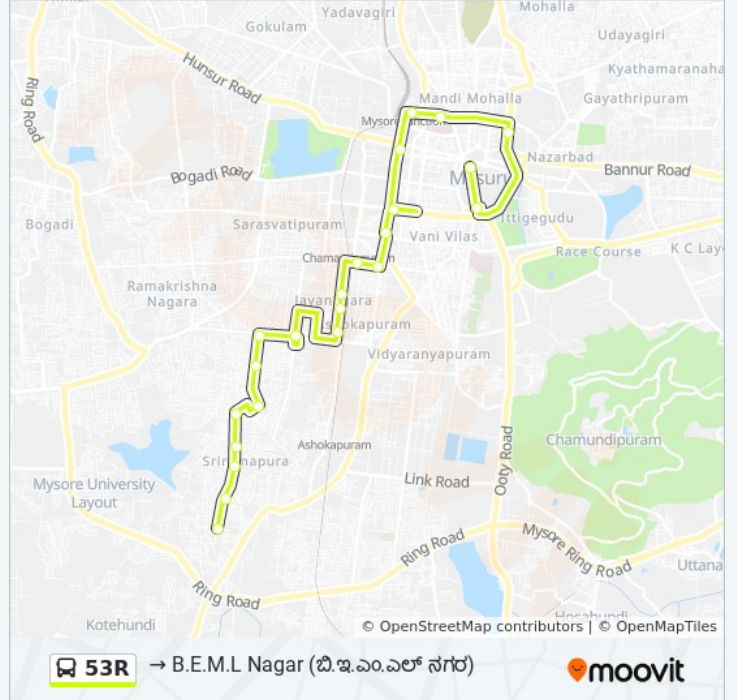 Mohalla
Yadavagiri
Gokulam
Udayagiri
Hunsur Road
Kyathamaranaha
Ring Road
Mandi Mohalla
Gayathripuram
Nazarbad
Bogadi Road
Bannur Road
Bogadi
Sarasvatipuram
Ittigegudu
Vani Vilas
Race Course
K C Lay
Ramakrishna
Nagara
Ashokapuram
Vidyaranyapuram
Chamundipuram
Ashokapuram
Ooty Road
Mysore University
Layout
Link Road
Ring Road
Mysore Ring Road
Uttana
Ring Road
Kotehundi
Hosahundi
© OpenStreetMap contributors | © OpenMapTiles
53R → B.E.M.L Nagar (ಬಿ.ಇ.ಎಂ.ಎಲ್ ನಗರ)
moovit